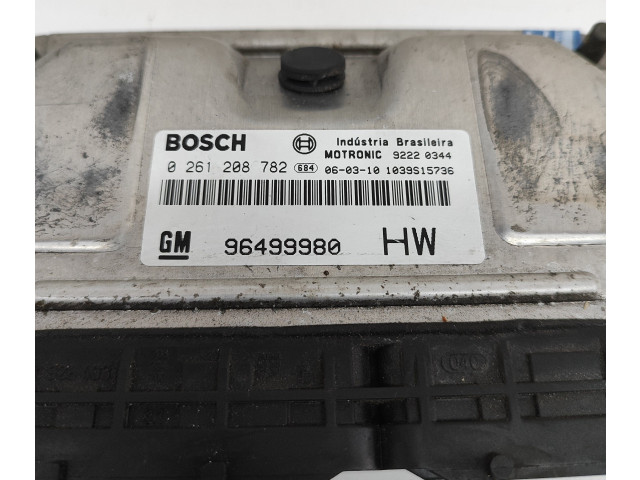 BOSCH Indústria Brasileira
MOTRONIC 9222 0344
0 261 208 782 684 06-03-10 1039S15736
GM 96499980 HW